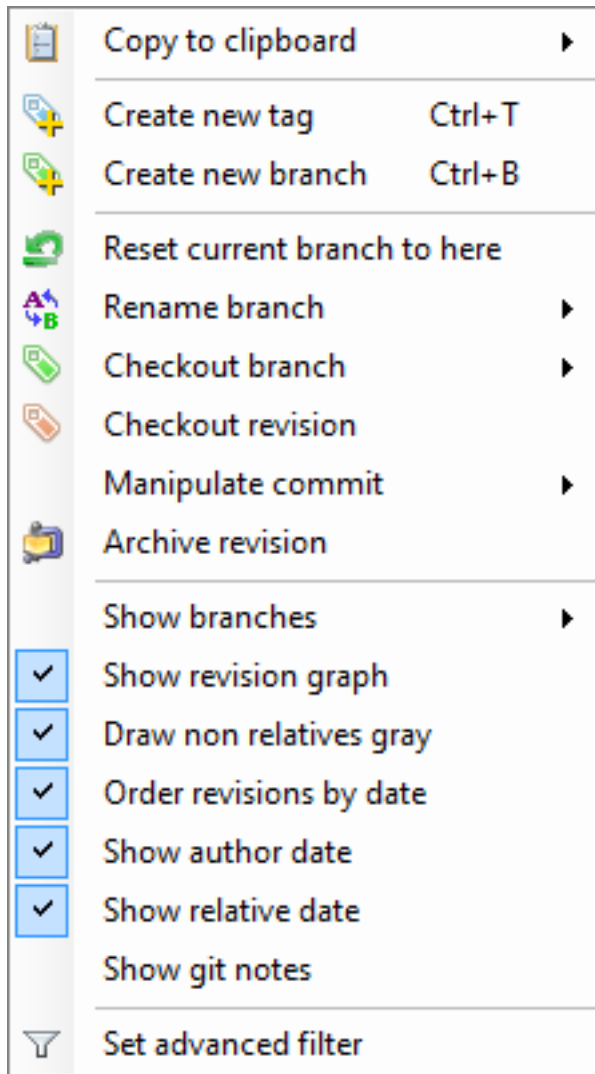 Copy to clipboard
Create new tag Ctrl+T
Create new branch Ctrl+B
Reset current branch to here
Rename branch
Checkout branch
Checkout revision
Manipulate commit
Archive revision
Show branches
Show revision graph
Draw non relatives gray
Order revisions by date
Show author date
Show relative date
Show git notes
Set advanced filter